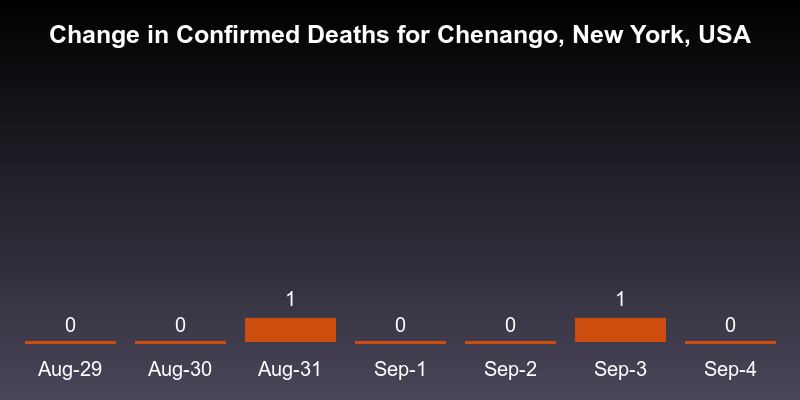 Change in Confirmed Deaths for Chenango, New York, USA
0 0 1 0 0 1 0
Aug-29 Aug-30 Aug-31 Sep-1 Sep-2 Sep-3 Sep-4